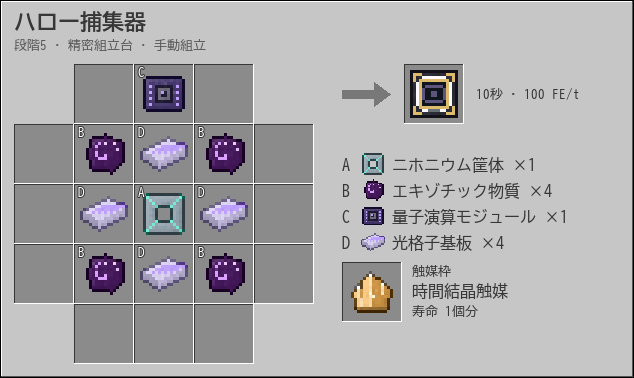 ハロー捕集器
段階5 · 精密組立台 · 手動組立
C
10秒 · 100 FE/t
B
D
B
D
A
D
B
D
B
A ニホニウム筐体 ×1
B エキゾチック物質 ×4
C 量子演算モジュール ×1
D 光格子基板 ×4
触媒枠
時間結晶触媒
寿命 1個分